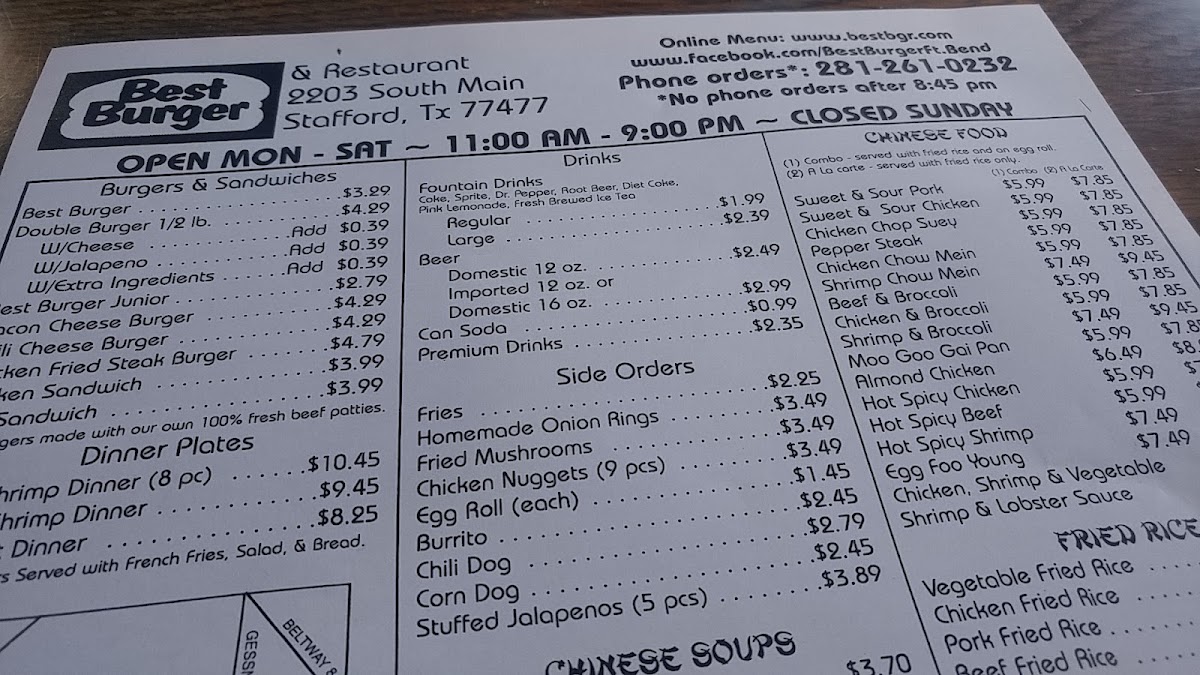 Best
Burger
& Restaurant
2203 South Main
Stafford, Tx 77477
Online Menu: www.bestbgr.com
www.facebook.com/BestBurgerFt.Bend
Phone orders*: 281-261-0232
*No phone orders after 8:45 pm
OPEN MON - SAT ~ 11:00 AM - 9:00 PM ~ CLOSED SUNDAY
Burgers & Sandwiches
Best Burger $3.29
Double Burger 1/2 lb. $4.29
W/Cheese Add $0.39
W/Jalapeno Add $0.39
W/Extra Ingredients Add $0.39
est Burger Junior $2.79
acon Cheese Burger $4.29
ili Cheese Burger $4.29
cken Fried Steak Burger $4.79
ken Sandwich $3.99
Sandwich $3.99
gers made with our own 100% fresh beef patties.
Dinner Plates
hrimp Dinner (8 pc) $10.45
hrimp Dinner $9.45
Dinner $8.25
rs Served with French Fries, Salad, & Bread.
GESSN
BELTWAY 8
Drinks
Fountain Drinks
Coke, Sprite, Dr. Pepper, Root Beer, Diet Coke,
Pink Lemonade, Fresh Brewed Ice Tea
Regular $1.99
Large $2.39
Beer
Domestic 12 oz. $2.49
Imported 12 oz. or
Domestic 16 oz. $2.99
Can Soda $0.99
Premium Drinks $2.35
Side Orders
Fries $2.25
Homemade Onion Rings $3.49
Fried Mushrooms $3.49
Chicken Nuggets (9 pcs) $3.49
Egg Roll (each) $1.45
Burrito $2.45
Chili Dog $2.79
Corn Dog $2.45
Stuffed Jalapenos (5 pcs) $3.89
CHINESE SOUPS
$3.70
CHINESE FOOD
(1) Combo - served with fried rice and an egg roll.
(2) A La carte - served with fried rice only.
(1) Combo (2) A La Carte
Sweet & Sour Pork $5.99 $7.85
Sweet & Sour Chicken $5.99 $7.85
Chicken Chop Suey $5.99 $7.85
Pepper Steak $5.99 $7.85
Chicken Chow Mein $5.99 $7.85
Shrimp Chow Mein $7.49 $9.45
Beef & Broccoli $5.99 $7.85
Chicken & Broccoli $5.99 $7.85
Shrimp & Broccoli $7.49 $9.45
Moo Goo Gai Pan $5.99 $7.8
Almond Chicken $6.49 $8.
Hot Spicy Chicken $5.99
Hot Spicy Beef $5.99
Hot Spicy Shrimp $7.49
Egg Foo Young $7.49
Chicken, Shrimp & Vegetable
Shrimp & Lobster Sauce
FRIED RICE
Vegetable Fried Rice
Chicken Fried Rice
Pork Fried Rice
Beef Fried Rice